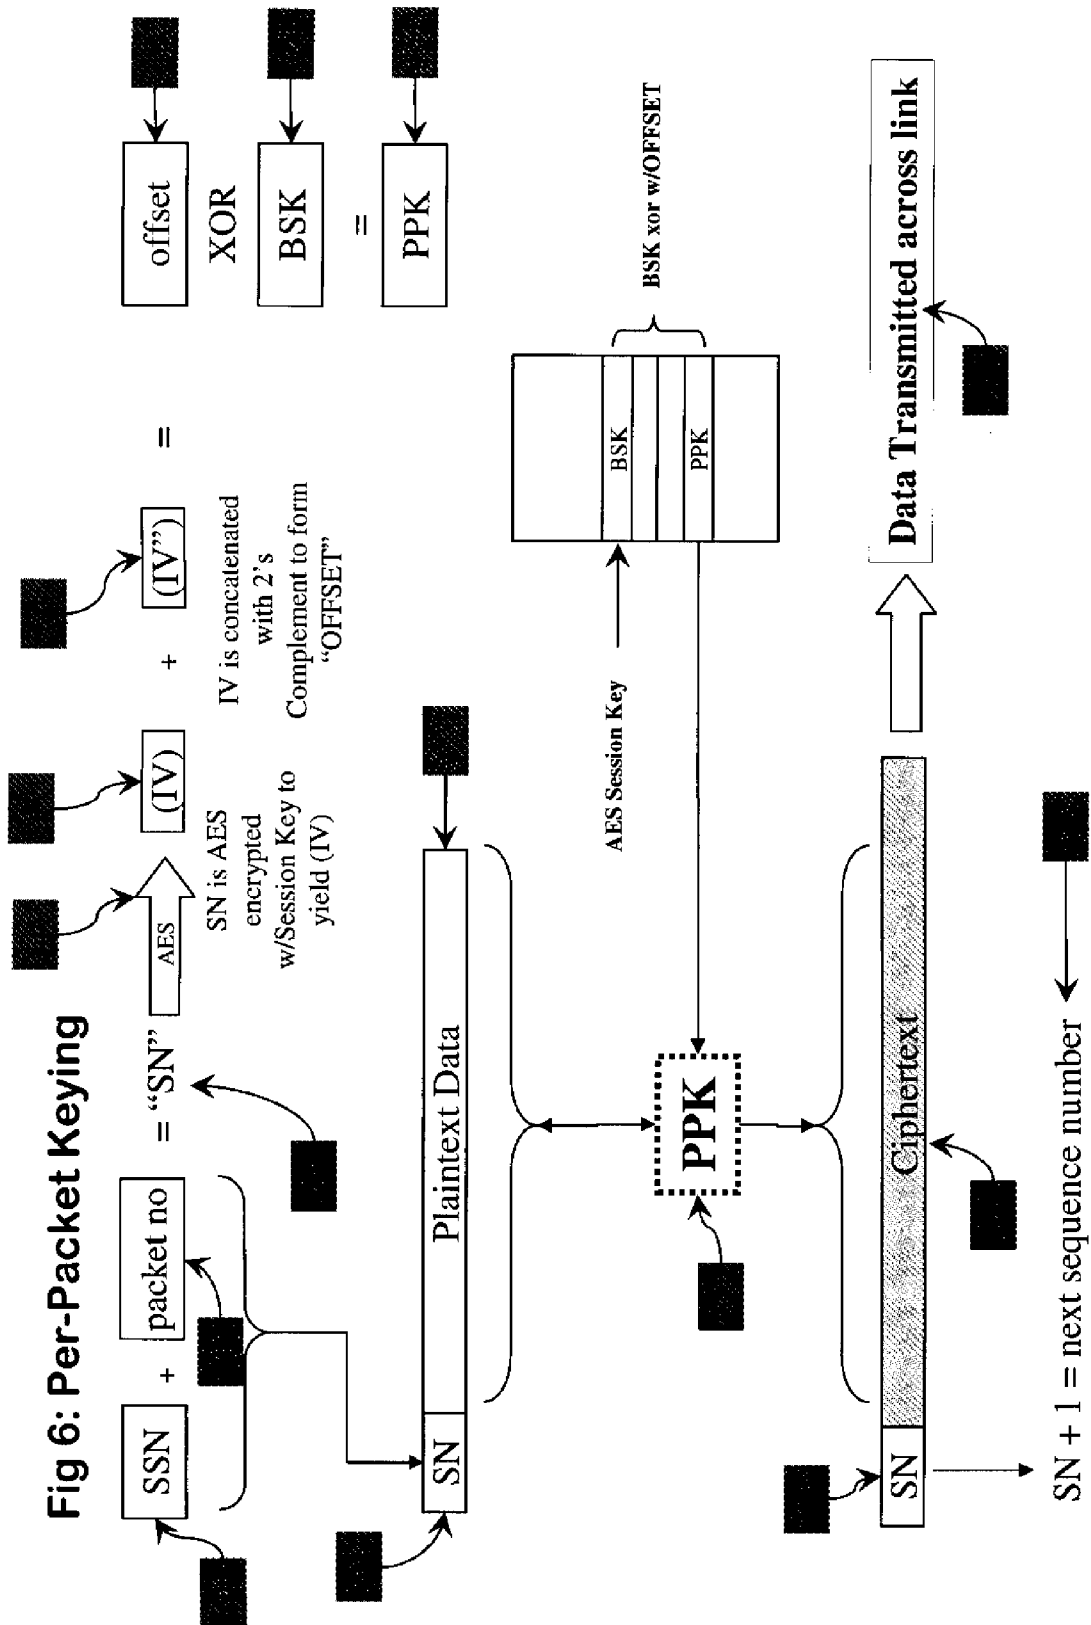 Fig 6: Per-Packet Keying
SSN + packet no = “SN” AES (IV) + (IV”) = offset
XOR
BSK
=
PPK
SN is AES
encrypted
w/Session Key to
yield (IV)
IV is concatenated
with 2’s
Complement to form
“OFFSET”
SN Plaintext Data
AES Session Key
BSK
PPK
BSK xor w/OFFSET
PPK
SN Ciphertext
Data Transmitted across link
SN + 1 = next sequence number